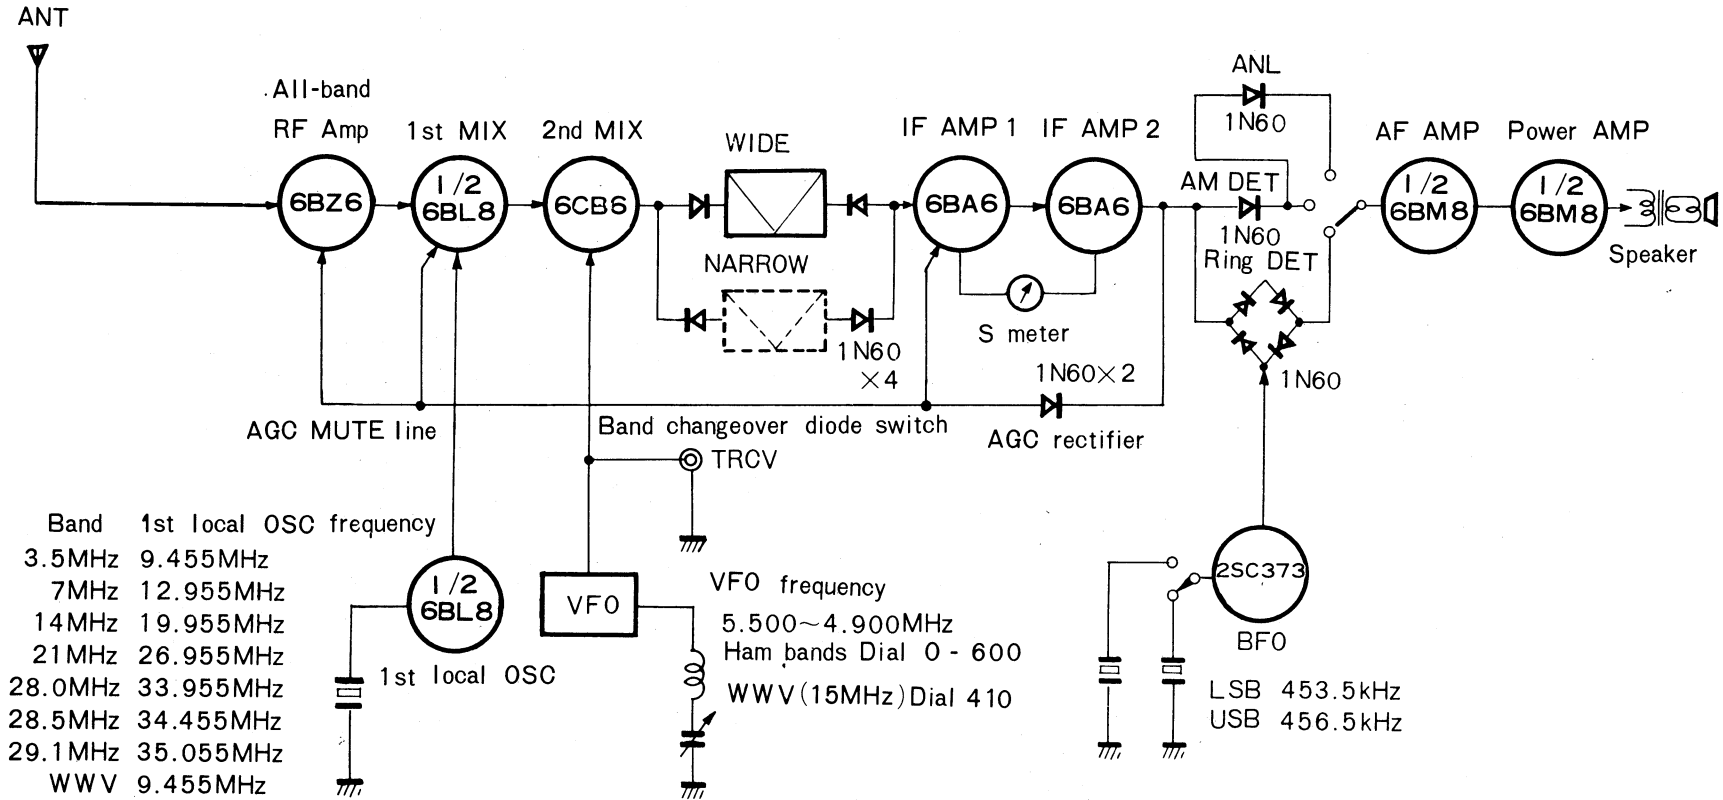 ANT
All-band
RF Amp
6BZ6
1st MIX
1/2
6BL8
2nd MIX
6CB6
WIDE
NARROW
1N60
×4
IF AMP 1
6BA6
IF AMP 2
6BA6
S meter
1N60×2
AGC rectifier
ANL
1N60
AM DET
1N60
Ring DET
1N60
AF AMP
1/2
6BM8
Power AMP
1/2
6BM8
Speaker
AGC MUTE line
Band changeover diode switch
TRCV
Band 1st local OSC frequency
3.5MHz 9.455MHz
7MHz 12.955MHz
14MHz 19.955MHz
21MHz 26.955MHz
28.0MHz 33.955MHz
28.5MHz 34.455MHz
29.1MHz 35.055MHz
WWV 9.455MHz
1/2
6BL8
1st local OSC
VFO
VFO frequency
5.500~4.900MHz
Ham bands Dial 0 - 600
WWV (15MHz) Dial 410
2SC373
BFO
LSB 453.5kHz
USB 456.5kHz